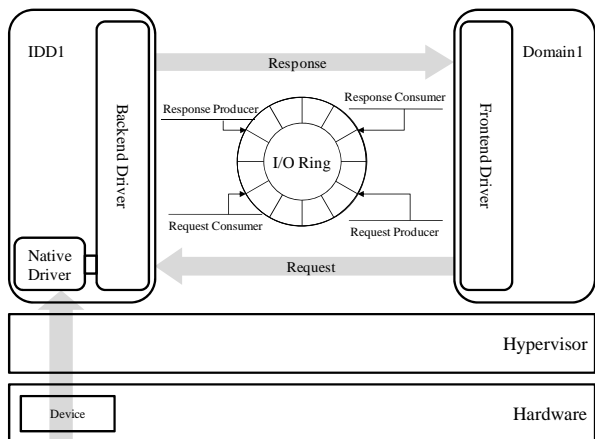 IDD1
Response
Domain1
Backend Driver
Response Producer
Response Consumer
Frontend Driver
I/O Ring
Request Consumer
Request Producer
Native
Driver
Request
Hypervisor
Device
Hardware